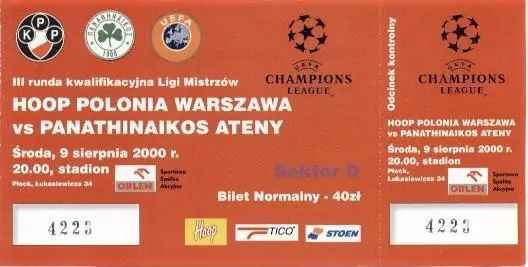 KPP
ΠΑΝΑΘΗΝΑΪΚΟΣ
1908
UEFA
III runda kwalifikacyjna Ligi Mistrzów
HOOP POLONIA WARSZAWA
vs PANATHINAIKOS ATENY
Środa, 9 sierpnia 2000 r.
20.00, stadion
Płock, Łukasiewicza 34
ORLEN
Sportowa
Spółka
Akcyjna
UEFA
CHAMPIONS
LEAGUE
Sektor D
Bilet Normalny - 40zł
4223
Hoop
TICO
STOEN
Odcinek kontrolny
UEFA
CHAMPIONS
LEAGUE
HOOP POLONIA WARSZAWA
vs PANATHINAIKOS ATENY
Środa, 9 sierpnia 2000 r.
20.00, stadion
Płock, Łukasiewicza 34
ORLEN
Sportowa
Spółka
Akcyjna
4223